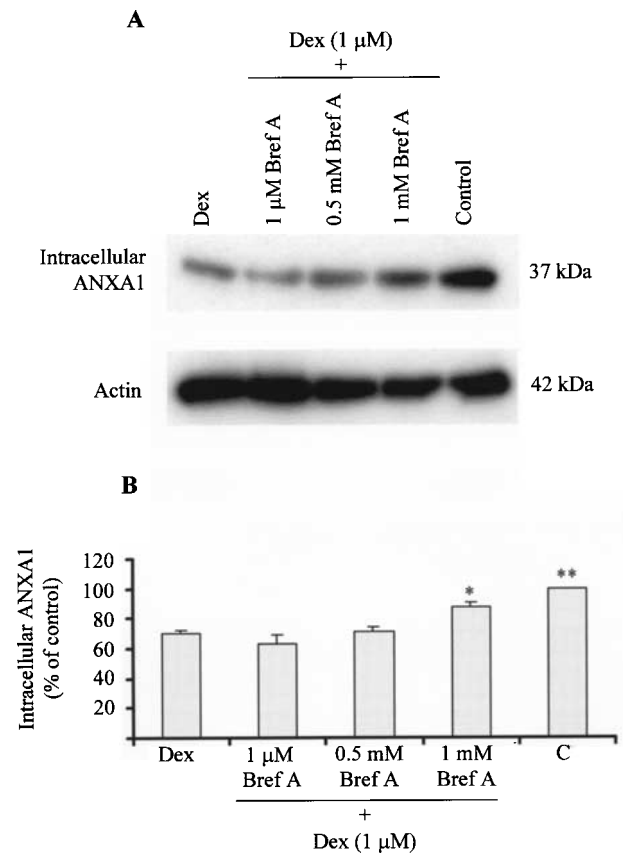 A
Dex (1 µM)
+
Dex
1 µM Bref A
0.5 mM Bref A
1 mM Bref A
Control
Intracellular
ANXA1
37 kDa
Actin
42 kDa
B
Intracellular ANXA1
(% of control)
120
100
80
60
40
20
*
**
Dex
1 µM
Bref A
0.5 mM
Bref A
1 mM
Bref A
C
+
Dex (1 µM)